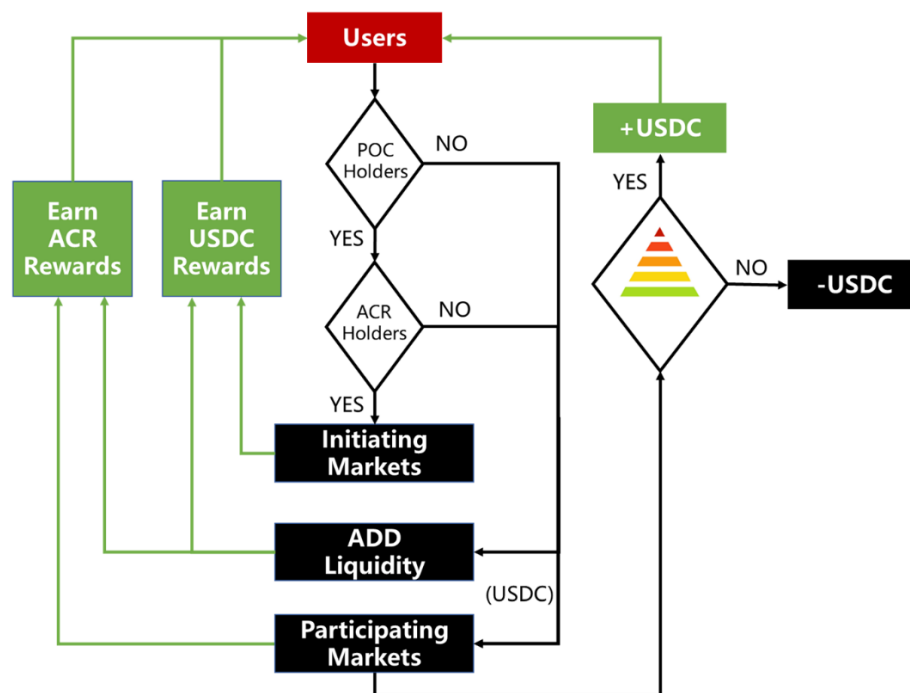 Users
POC
Holders
NO
YES
ACR
Holders
NO
YES
Initiating
Markets
ADD
Liquidity
(USDC)
Participating
Markets
Earn
ACR
Rewards
Earn
USDC
Rewards
+USDC
YES
NO
-USDC